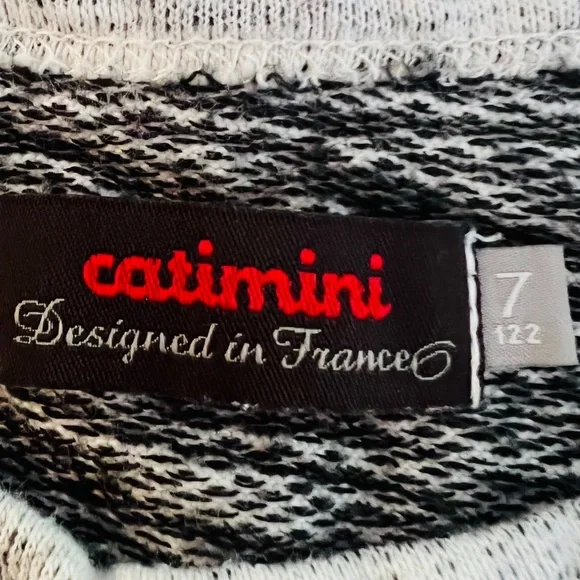 catimini
Designed in France
7
122